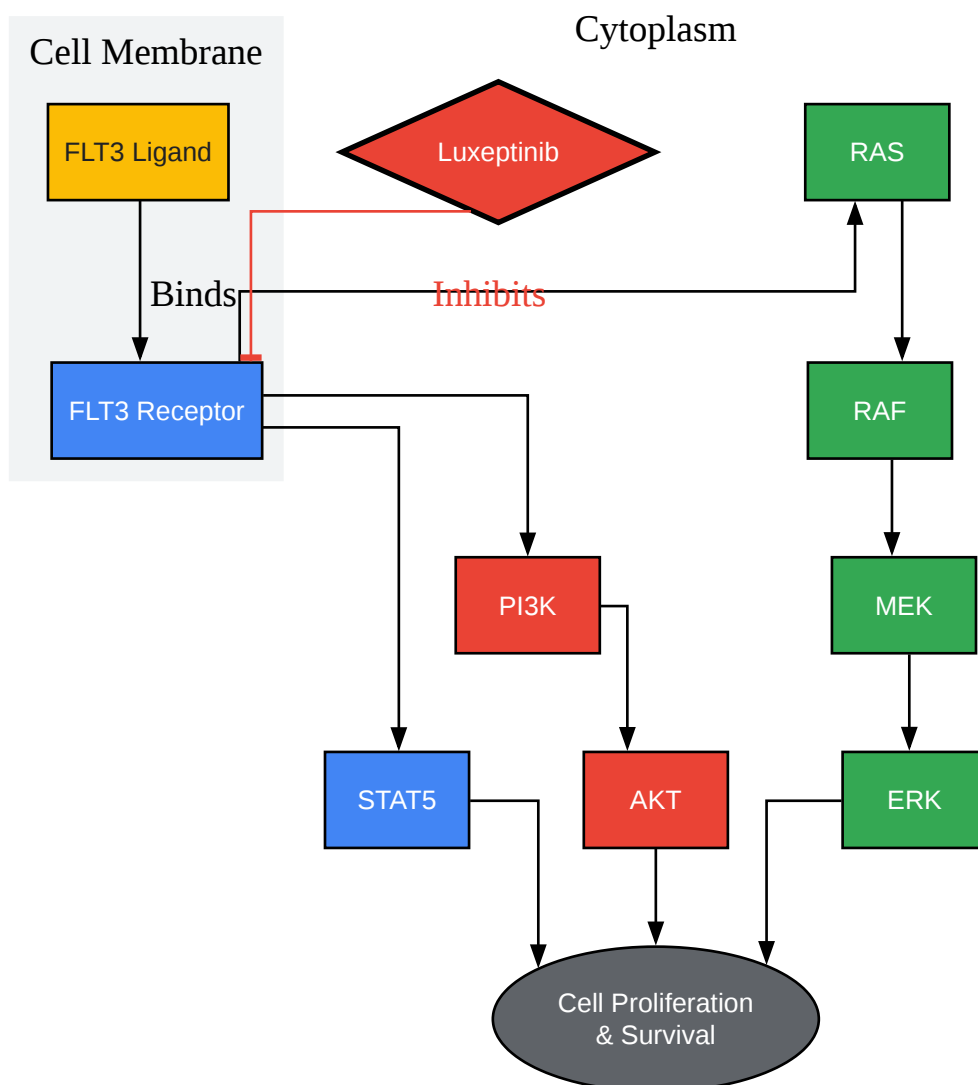 Cytoplasm
Cell Membrane
FLT3 Ligand
Luxeptinib
RAS
Binds
Inhibits
FLT3 Receptor
RAF
PI3K
MEK
STAT5
AKT
ERK
Cell Proliferation
& Survival